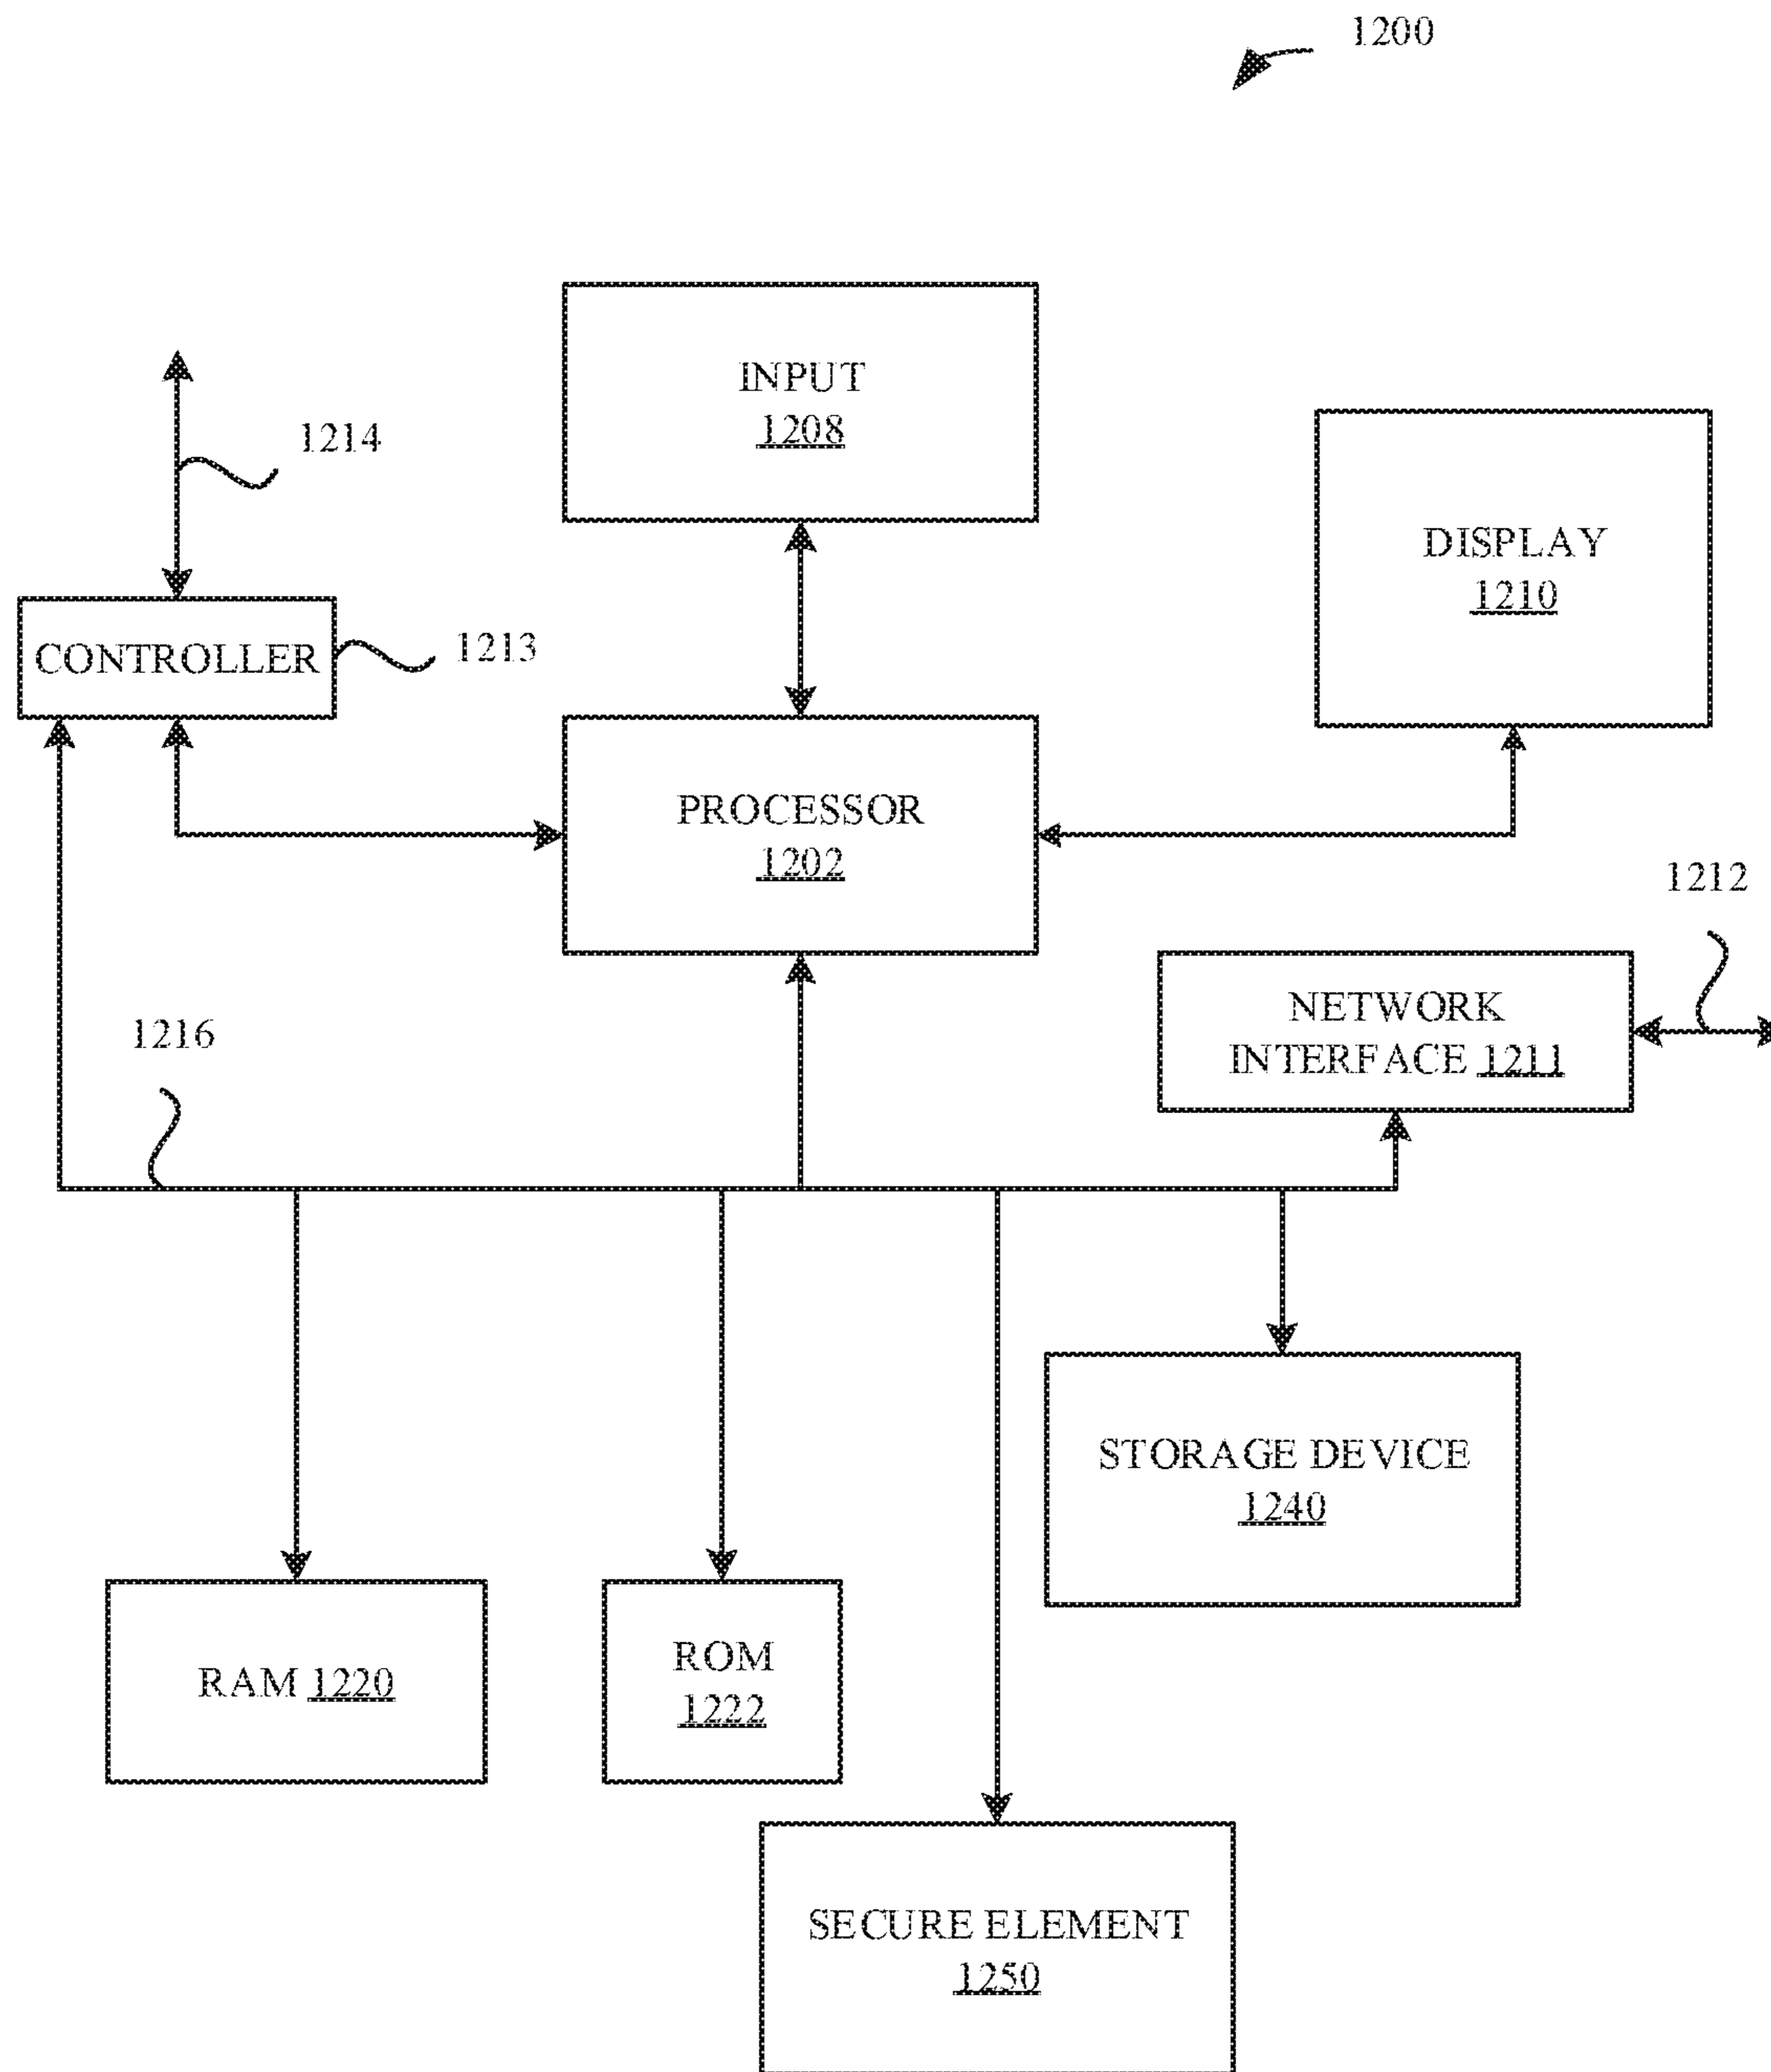 1200
INPUT
1208
1214
DISPLAY
1210
CONTROLLER
1213
PROCESSOR
1202
1212
NETWORK
INTERFACE 1211
1216
STORAGE DEVICE
1240
RAM 1220
ROM
1222
SECURE ELEMENT
1250